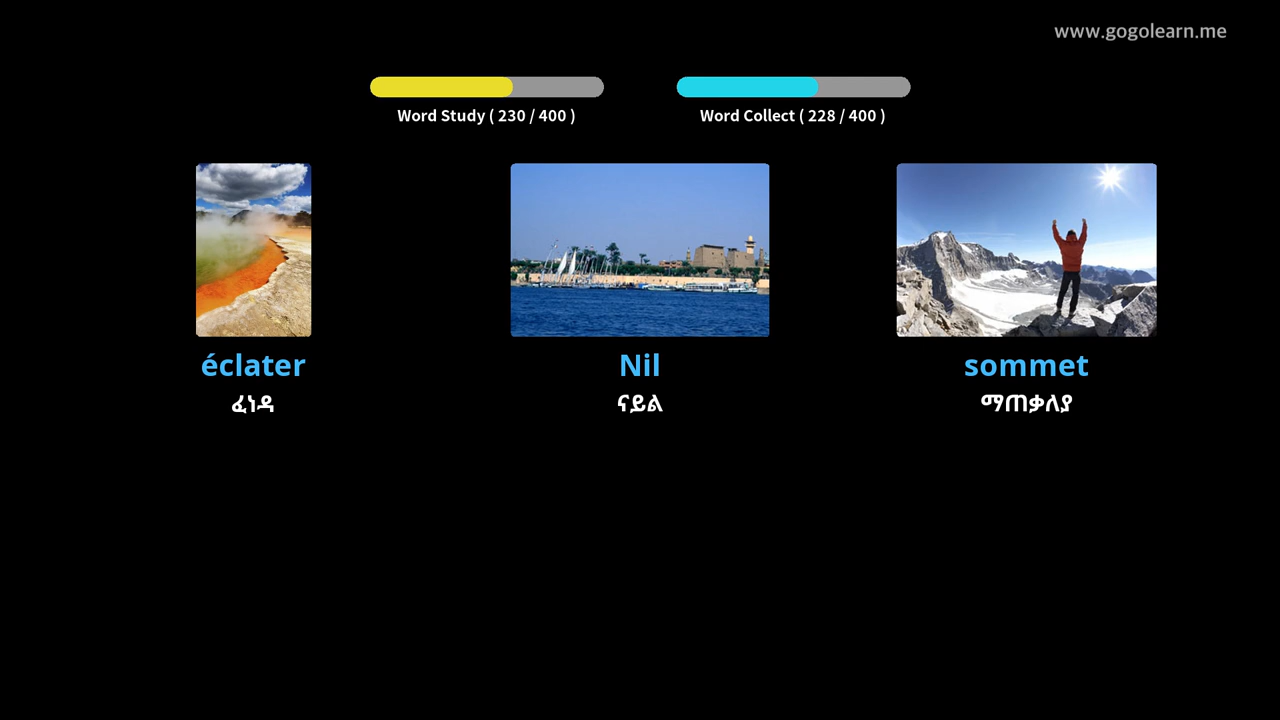 www.gogolearn.me
Word Study ( 230 / 400 )
Word Collect ( 228 / 400 )
éclater
Nil
sommet
ፈነዳ
ናይል
ማጠቃለያ